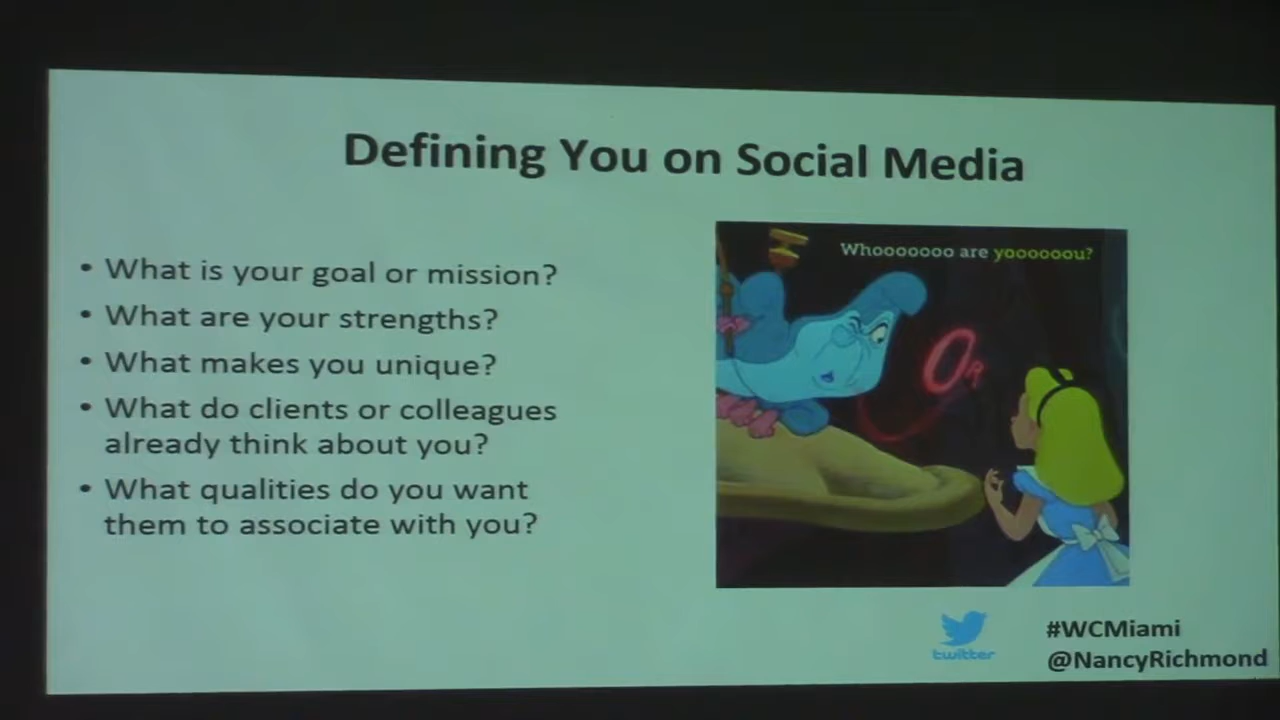 Defining You on Social Media
• What is your goal or mission?
• What are your strengths?
• What makes you unique?
• What do clients or colleagues
already think about you?
• What qualities do you want
them to associate with you?
Whooooooo are yoooooou?
OR
twitter
#WCMiami
@NancyRichmond